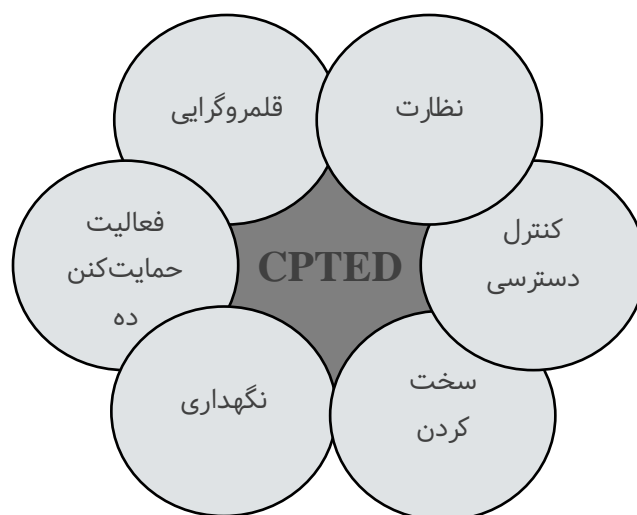 نظارت
قلمروگرایی
کنترل
دسترسی
فعالیت
حمایت‌کنن
ده
CPTED
سخت
کردن
نگهداری